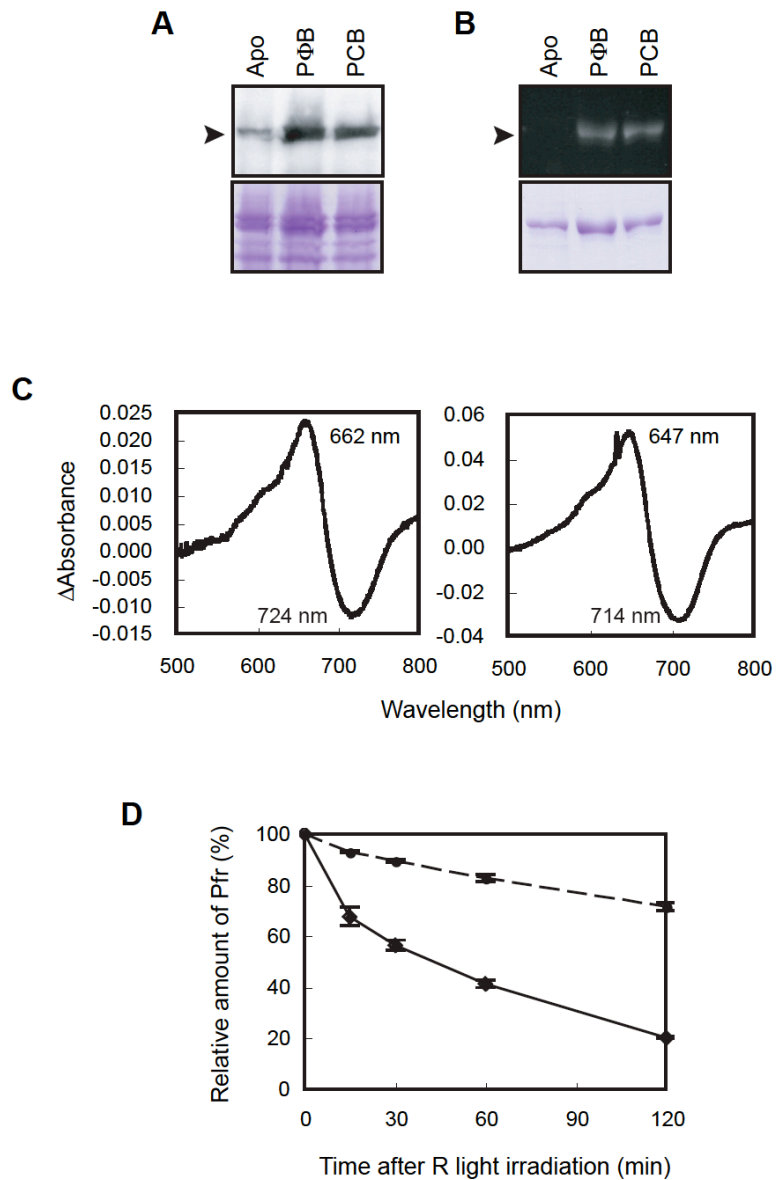 A
Apo
PΦB
PCB
B
Apo
PΦB
PCB
C
ΔAbsorbance
0.025
0.020
0.015
0.010
0.005
0.000
-0.005
-0.010
-0.015
662 nm
724 nm
500
600
700
800
0.06
0.04
0.02
0.00
-0.02
-0.04
647 nm
714 nm
500
600
700
800
Wavelength (nm)
D
Relative amount of Pfr (%)
100
80
60
40
20
0
0
30
60
90
120
Time after R light irradiation (min)